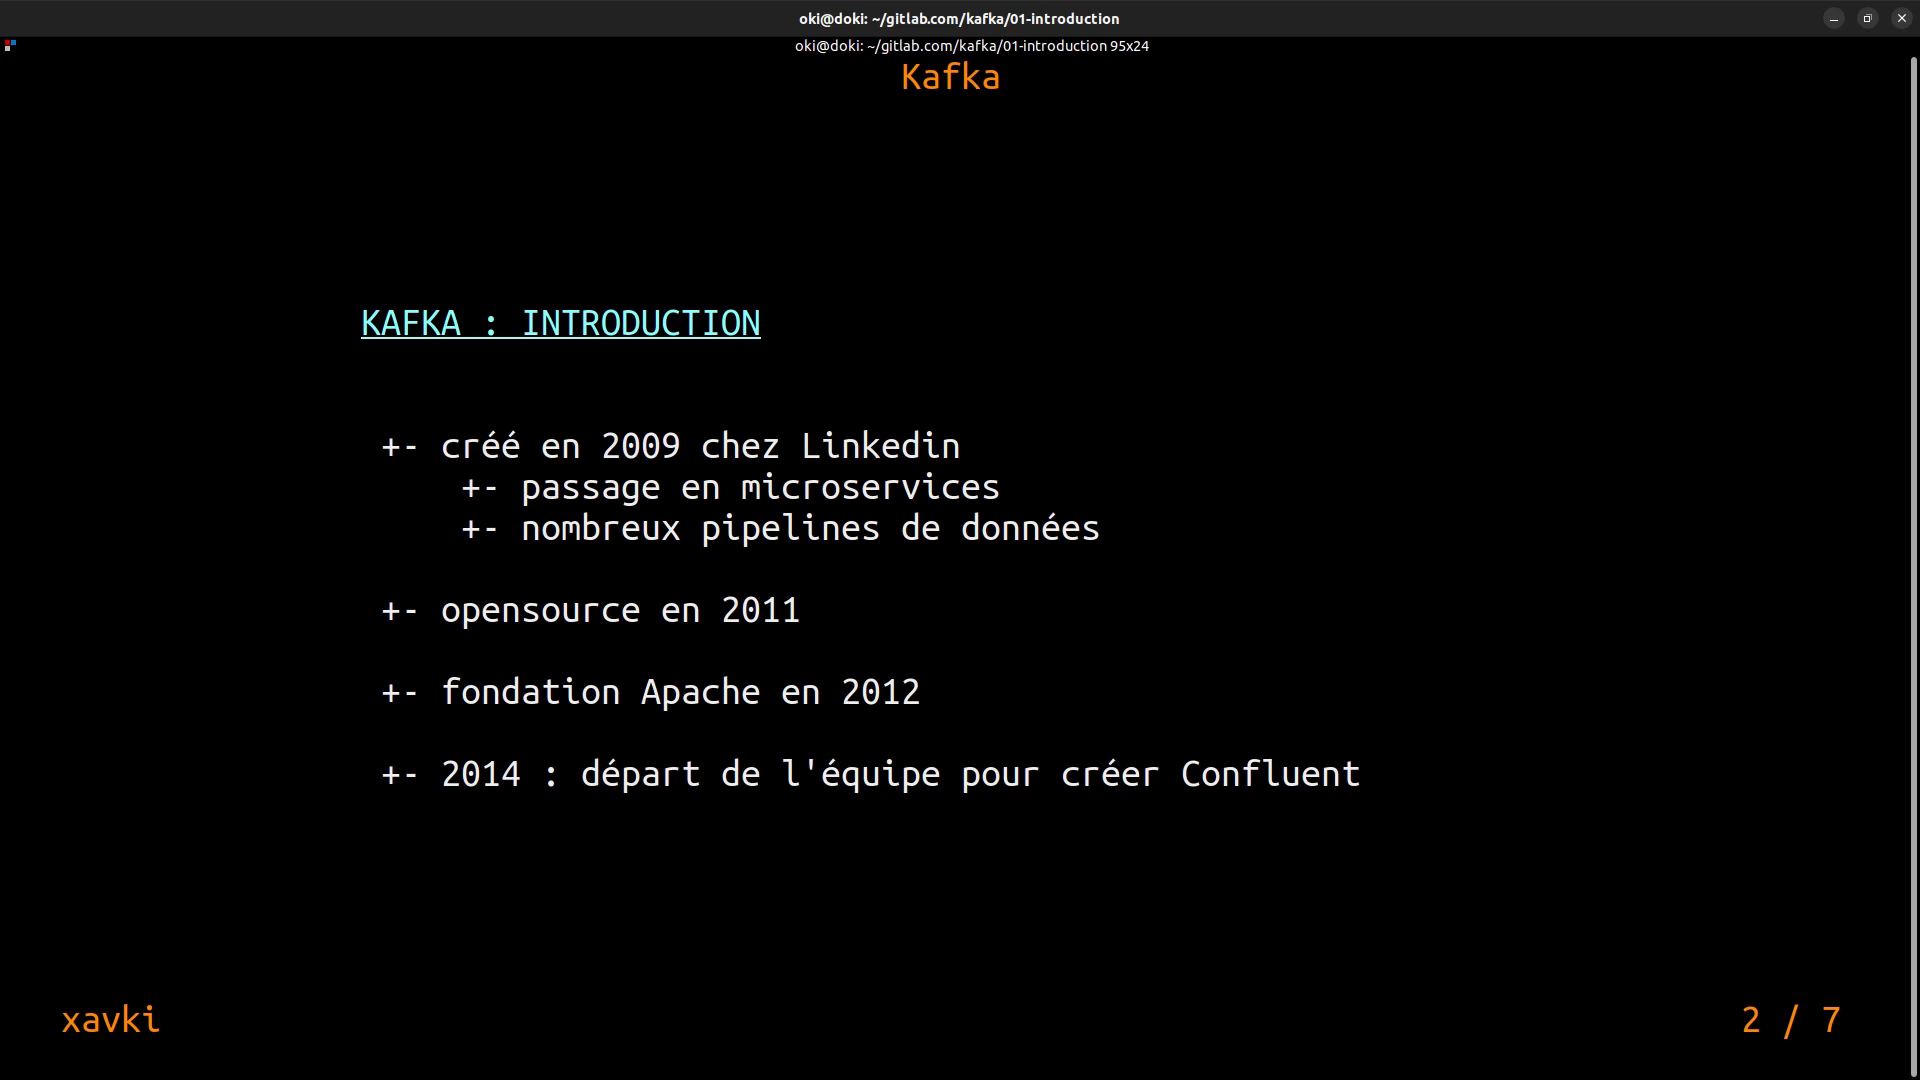 oki@doki: ~/gitlab.com/kafka/01-introduction
oki@doki: ~/gitlab.com/kafka/01-introduction 95x24
Kafka
KAFKA : INTRODUCTION
+- créé en 2009 chez Linkedin
+- passage en microservices
+- nombreux pipelines de données
+- opensource en 2011
+- fondation Apache en 2012
+- 2014 : départ de l'équipe pour créer Confluent
xavki
2 / 7